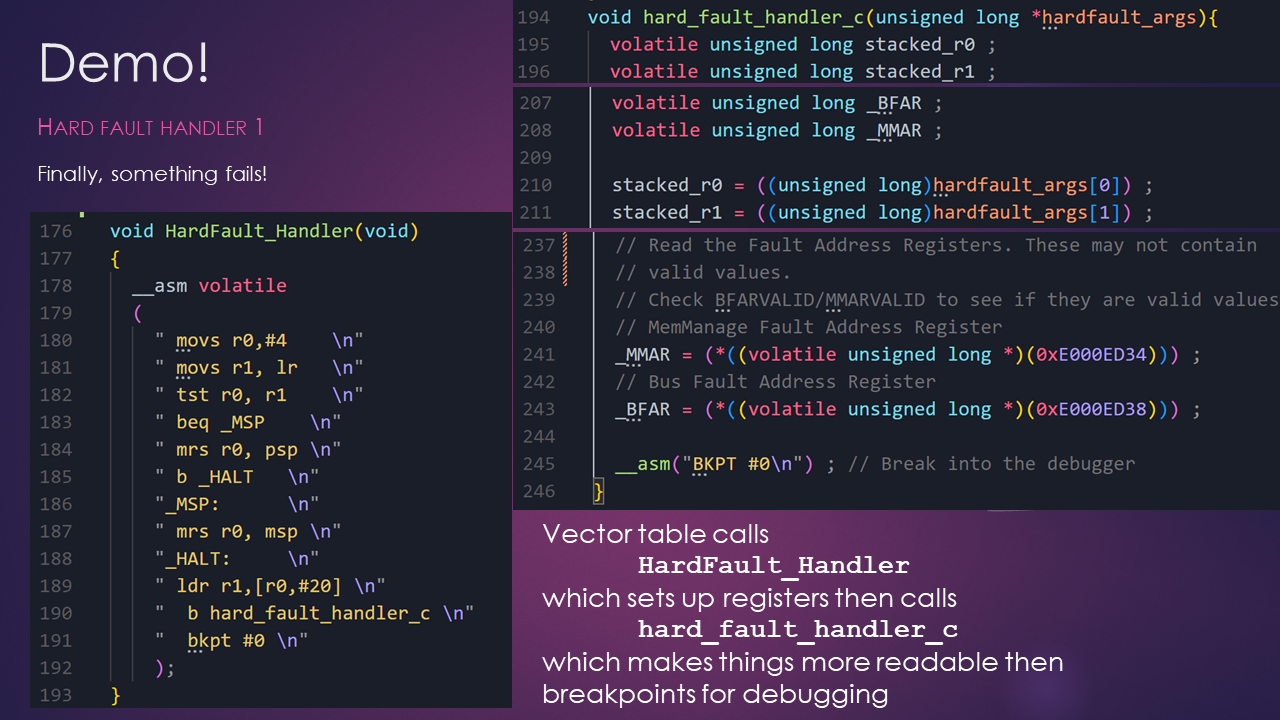 Demo!
HARD FAULT HANDLER 1
Finally, something fails!
176 void HardFault_Handler(void)
177 {
178 __asm volatile
179 (
180 " movs r0,#4 \n"
181 " movs r1, lr \n"
182 " tst r0, r1 \n"
183 " beq _MSP \n"
184 " mrs r0, psp \n"
185 " b _HALT \n"
186 "_MSP: \n"
187 " mrs r0, msp \n"
188 "_HALT: \n"
189 " ldr r1,[r0,#20] \n"
190 " b hard_fault_handler_c \n"
191 " bkpt #0 \n"
192 );
193 }
194 void hard_fault_handler_c(unsigned long *hardfault_args){
195 volatile unsigned long stacked_r0 ;
196 volatile unsigned long stacked_r1 ;
207 volatile unsigned long _BFAR ;
208 volatile unsigned long _MMAR ;
209
210 stacked_r0 = ((unsigned long)hardfault_args[0]) ;
211 stacked_r1 = ((unsigned long)hardfault_args[1]) ;
237 // Read the Fault Address Registers. These may not contain
238 // valid values.
239 // Check BFARVALID/MMARVALID to see if they are valid values
240 // MemManage Fault Address Register
241 _MMAR = (*((volatile unsigned long *)(0xE000ED34))) ;
242 // Bus Fault Address Register
243 _BFAR = (*((volatile unsigned long *)(0xE000ED38))) ;
244
245 __asm("BKPT #0\n") ; // Break into the debugger
246 }
Vector table calls
HardFault_Handler
which sets up registers then calls
hard_fault_handler_c
which makes things more readable then
breakpoints for debugging